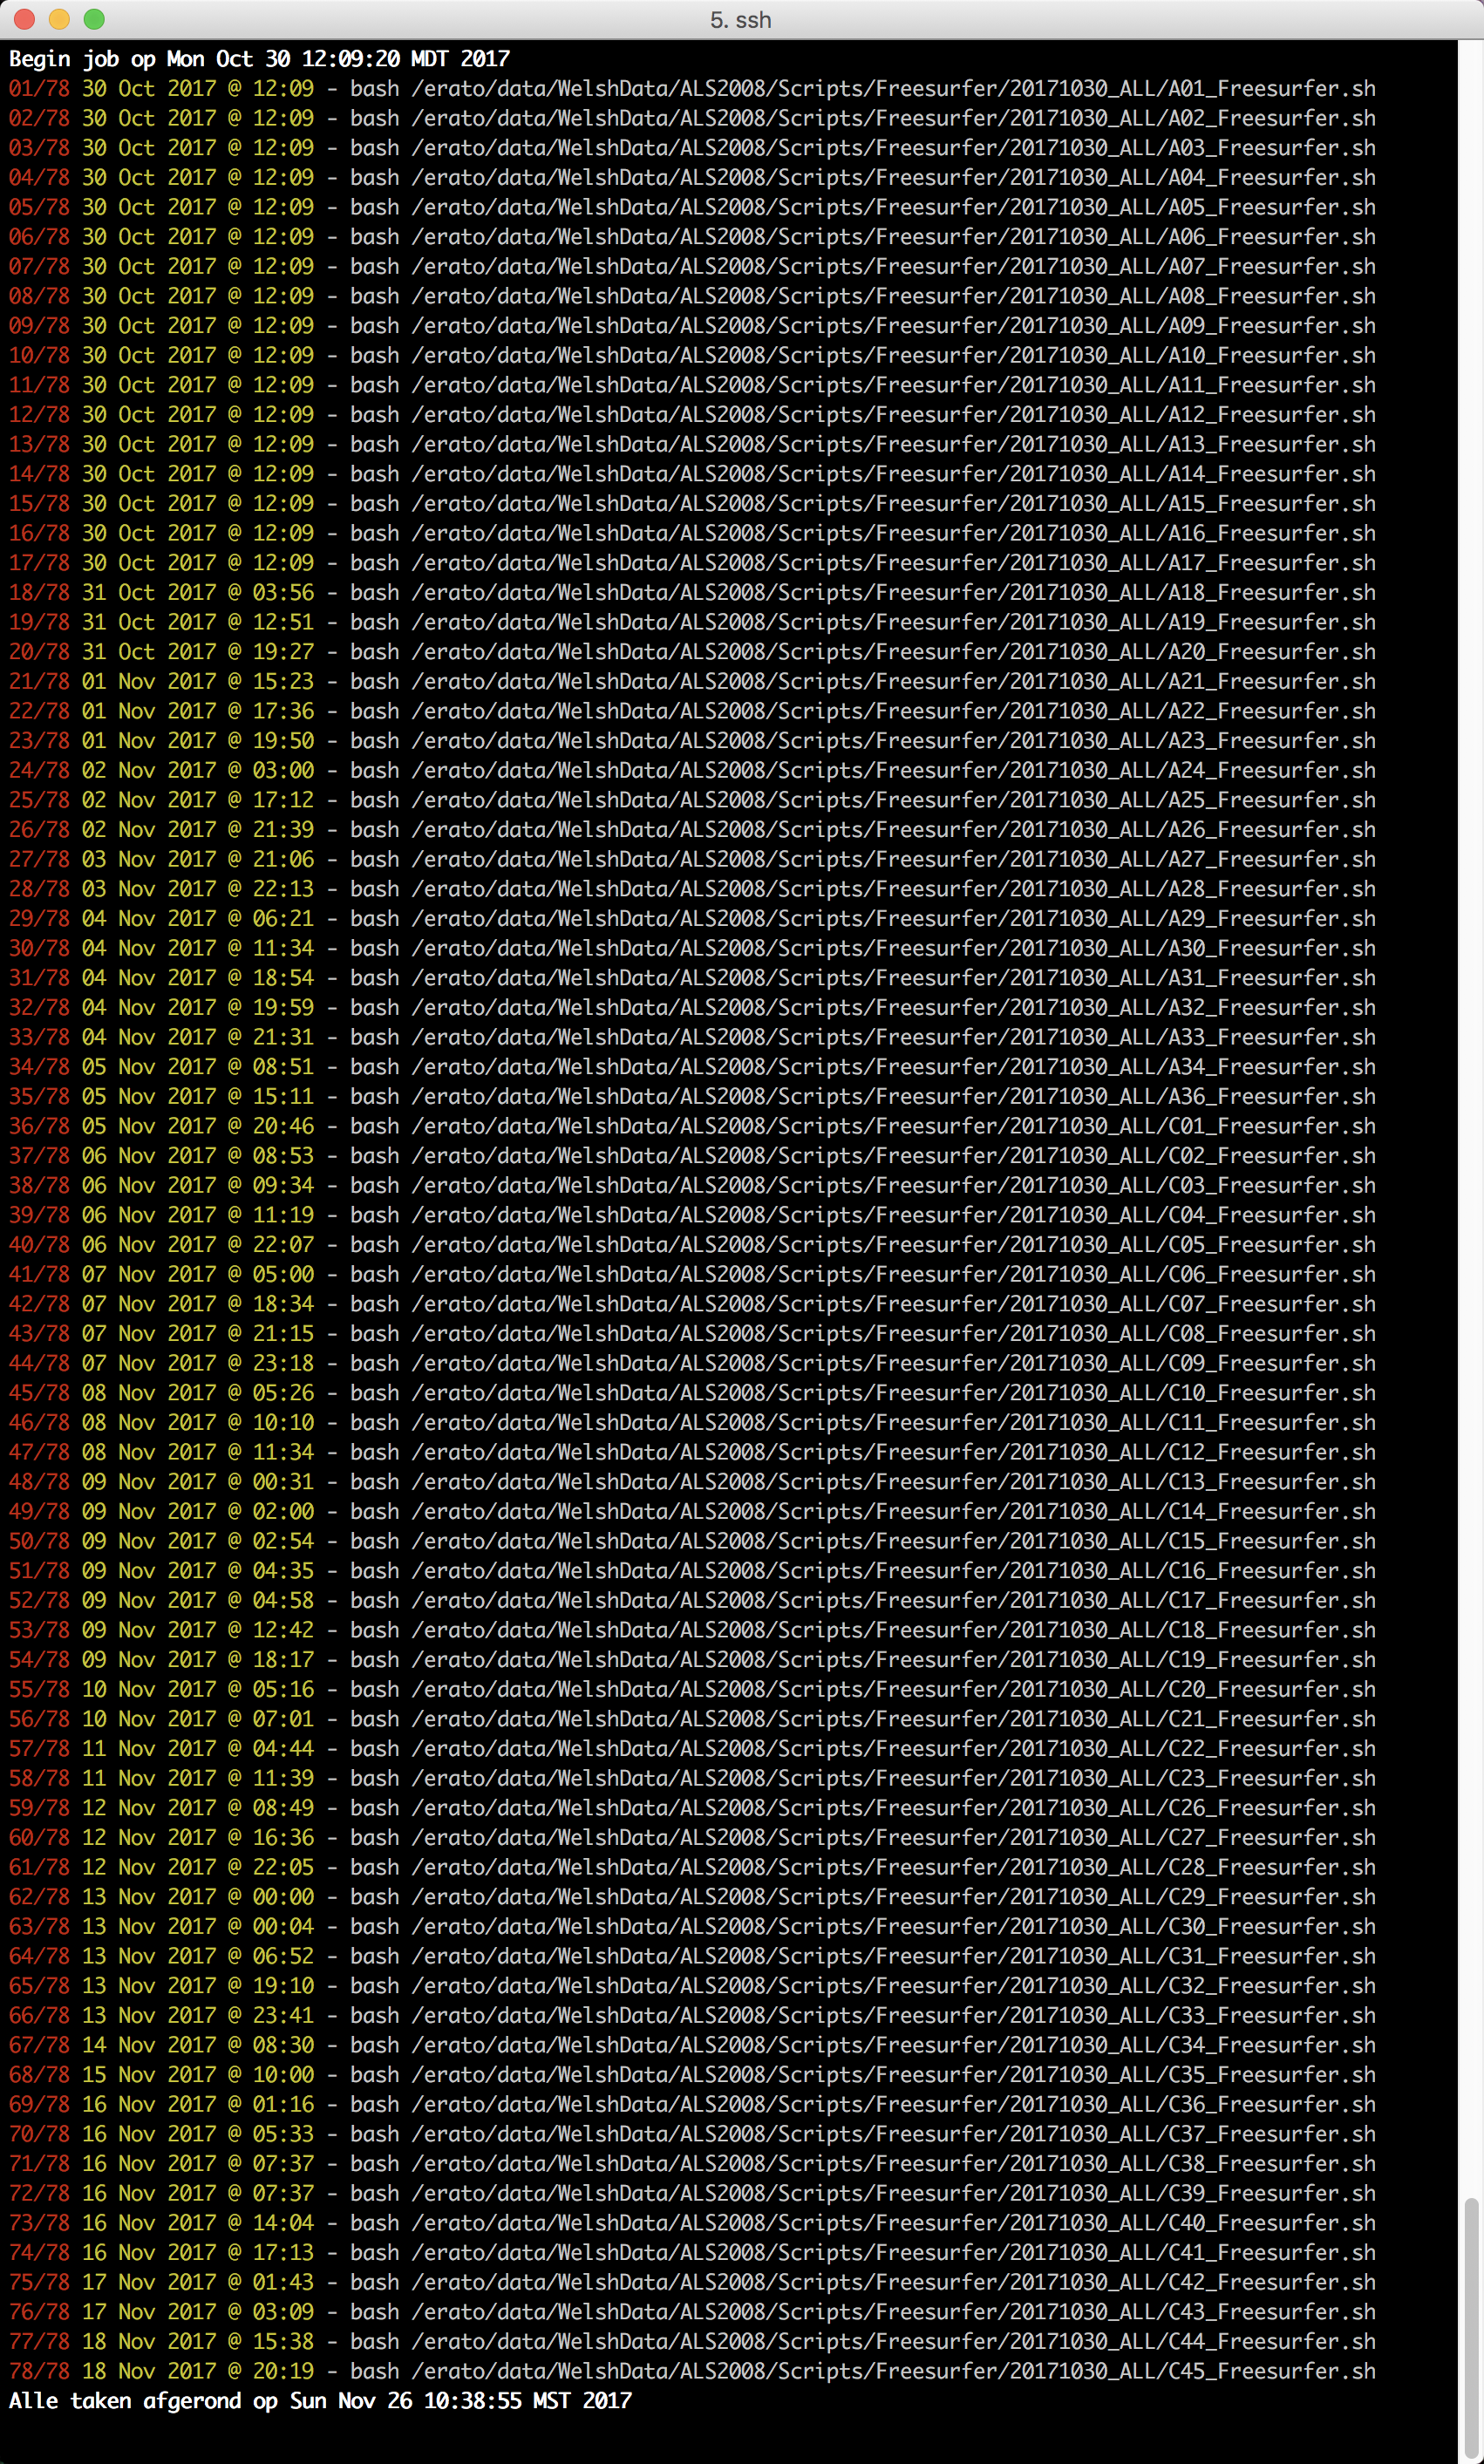 5. ssh
Begin job op Mon Oct 30 12:09:20 MDT 2017
01/78 30 Oct 2017 @ 12:09 - bash /erato/data/WelshData/ALS2008/Scripts/Freesurfer/20171030_ALL/A01_Freesurfer.sh
02/78 30 Oct 2017 @ 12:09 - bash /erato/data/WelshData/ALS2008/Scripts/Freesurfer/20171030_ALL/A02_Freesurfer.sh
03/78 30 Oct 2017 @ 12:09 - bash /erato/data/WelshData/ALS2008/Scripts/Freesurfer/20171030_ALL/A03_Freesurfer.sh
04/78 30 Oct 2017 @ 12:09 - bash /erato/data/WelshData/ALS2008/Scripts/Freesurfer/20171030_ALL/A04_Freesurfer.sh
05/78 30 Oct 2017 @ 12:09 - bash /erato/data/WelshData/ALS2008/Scripts/Freesurfer/20171030_ALL/A05_Freesurfer.sh
06/78 30 Oct 2017 @ 12:09 - bash /erato/data/WelshData/ALS2008/Scripts/Freesurfer/20171030_ALL/A06_Freesurfer.sh
07/78 30 Oct 2017 @ 12:09 - bash /erato/data/WelshData/ALS2008/Scripts/Freesurfer/20171030_ALL/A07_Freesurfer.sh
08/78 30 Oct 2017 @ 12:09 - bash /erato/data/WelshData/ALS2008/Scripts/Freesurfer/20171030_ALL/A08_Freesurfer.sh
09/78 30 Oct 2017 @ 12:09 - bash /erato/data/WelshData/ALS2008/Scripts/Freesurfer/20171030_ALL/A09_Freesurfer.sh
10/78 30 Oct 2017 @ 12:09 - bash /erato/data/WelshData/ALS2008/Scripts/Freesurfer/20171030_ALL/A10_Freesurfer.sh
11/78 30 Oct 2017 @ 12:09 - bash /erato/data/WelshData/ALS2008/Scripts/Freesurfer/20171030_ALL/A11_Freesurfer.sh
12/78 30 Oct 2017 @ 12:09 - bash /erato/data/WelshData/ALS2008/Scripts/Freesurfer/20171030_ALL/A12_Freesurfer.sh
13/78 30 Oct 2017 @ 12:09 - bash /erato/data/WelshData/ALS2008/Scripts/Freesurfer/20171030_ALL/A13_Freesurfer.sh
14/78 30 Oct 2017 @ 12:09 - bash /erato/data/WelshData/ALS2008/Scripts/Freesurfer/20171030_ALL/A14_Freesurfer.sh
15/78 30 Oct 2017 @ 12:09 - bash /erato/data/WelshData/ALS2008/Scripts/Freesurfer/20171030_ALL/A15_Freesurfer.sh
16/78 30 Oct 2017 @ 12:09 - bash /erato/data/WelshData/ALS2008/Scripts/Freesurfer/20171030_ALL/A16_Freesurfer.sh
17/78 30 Oct 2017 @ 12:09 - bash /erato/data/WelshData/ALS2008/Scripts/Freesurfer/20171030_ALL/A17_Freesurfer.sh
18/78 31 Oct 2017 @ 03:56 - bash /erato/data/WelshData/ALS2008/Scripts/Freesurfer/20171030_ALL/A18_Freesurfer.sh
19/78 31 Oct 2017 @ 12:51 - bash /erato/data/WelshData/ALS2008/Scripts/Freesurfer/20171030_ALL/A19_Freesurfer.sh
20/78 31 Oct 2017 @ 19:27 - bash /erato/data/WelshData/ALS2008/Scripts/Freesurfer/20171030_ALL/A20_Freesurfer.sh
21/78 01 Nov 2017 @ 15:23 - bash /erato/data/WelshData/ALS2008/Scripts/Freesurfer/20171030_ALL/A21_Freesurfer.sh
22/78 01 Nov 2017 @ 17:36 - bash /erato/data/WelshData/ALS2008/Scripts/Freesurfer/20171030_ALL/A22_Freesurfer.sh
23/78 01 Nov 2017 @ 19:50 - bash /erato/data/WelshData/ALS2008/Scripts/Freesurfer/20171030_ALL/A23_Freesurfer.sh
24/78 02 Nov 2017 @ 03:00 - bash /erato/data/WelshData/ALS2008/Scripts/Freesurfer/20171030_ALL/A24_Freesurfer.sh
25/78 02 Nov 2017 @ 17:12 - bash /erato/data/WelshData/ALS2008/Scripts/Freesurfer/20171030_ALL/A25_Freesurfer.sh
26/78 02 Nov 2017 @ 21:39 - bash /erato/data/WelshData/ALS2008/Scripts/Freesurfer/20171030_ALL/A26_Freesurfer.sh
27/78 03 Nov 2017 @ 21:06 - bash /erato/data/WelshData/ALS2008/Scripts/Freesurfer/20171030_ALL/A27_Freesurfer.sh
28/78 03 Nov 2017 @ 22:13 - bash /erato/data/WelshData/ALS2008/Scripts/Freesurfer/20171030_ALL/A28_Freesurfer.sh
29/78 04 Nov 2017 @ 06:21 - bash /erato/data/WelshData/ALS2008/Scripts/Freesurfer/20171030_ALL/A29_Freesurfer.sh
30/78 04 Nov 2017 @ 11:34 - bash /erato/data/WelshData/ALS2008/Scripts/Freesurfer/20171030_ALL/A30_Freesurfer.sh
31/78 04 Nov 2017 @ 18:54 - bash /erato/data/WelshData/ALS2008/Scripts/Freesurfer/20171030_ALL/A31_Freesurfer.sh
32/78 04 Nov 2017 @ 19:59 - bash /erato/data/WelshData/ALS2008/Scripts/Freesurfer/20171030_ALL/A32_Freesurfer.sh
33/78 04 Nov 2017 @ 21:31 - bash /erato/data/WelshData/ALS2008/Scripts/Freesurfer/20171030_ALL/A33_Freesurfer.sh
34/78 05 Nov 2017 @ 08:51 - bash /erato/data/WelshData/ALS2008/Scripts/Freesurfer/20171030_ALL/A34_Freesurfer.sh
35/78 05 Nov 2017 @ 15:11 - bash /erato/data/WelshData/ALS2008/Scripts/Freesurfer/20171030_ALL/A36_Freesurfer.sh
36/78 05 Nov 2017 @ 20:46 - bash /erato/data/WelshData/ALS2008/Scripts/Freesurfer/20171030_ALL/C01_Freesurfer.sh
37/78 06 Nov 2017 @ 08:53 - bash /erato/data/WelshData/ALS2008/Scripts/Freesurfer/20171030_ALL/C02_Freesurfer.sh
38/78 06 Nov 2017 @ 09:34 - bash /erato/data/WelshData/ALS2008/Scripts/Freesurfer/20171030_ALL/C03_Freesurfer.sh
39/78 06 Nov 2017 @ 11:19 - bash /erato/data/WelshData/ALS2008/Scripts/Freesurfer/20171030_ALL/C04_Freesurfer.sh
40/78 06 Nov 2017 @ 22:07 - bash /erato/data/WelshData/ALS2008/Scripts/Freesurfer/20171030_ALL/C05_Freesurfer.sh
41/78 07 Nov 2017 @ 05:00 - bash /erato/data/WelshData/ALS2008/Scripts/Freesurfer/20171030_ALL/C06_Freesurfer.sh
42/78 07 Nov 2017 @ 18:34 - bash /erato/data/WelshData/ALS2008/Scripts/Freesurfer/20171030_ALL/C07_Freesurfer.sh
43/78 07 Nov 2017 @ 21:15 - bash /erato/data/WelshData/ALS2008/Scripts/Freesurfer/20171030_ALL/C08_Freesurfer.sh
44/78 07 Nov 2017 @ 23:18 - bash /erato/data/WelshData/ALS2008/Scripts/Freesurfer/20171030_ALL/C09_Freesurfer.sh
45/78 08 Nov 2017 @ 05:26 - bash /erato/data/WelshData/ALS2008/Scripts/Freesurfer/20171030_ALL/C10_Freesurfer.sh
46/78 08 Nov 2017 @ 10:10 - bash /erato/data/WelshData/ALS2008/Scripts/Freesurfer/20171030_ALL/C11_Freesurfer.sh
47/78 08 Nov 2017 @ 11:34 - bash /erato/data/WelshData/ALS2008/Scripts/Freesurfer/20171030_ALL/C12_Freesurfer.sh
48/78 09 Nov 2017 @ 00:31 - bash /erato/data/WelshData/ALS2008/Scripts/Freesurfer/20171030_ALL/C13_Freesurfer.sh
49/78 09 Nov 2017 @ 02:00 - bash /erato/data/WelshData/ALS2008/Scripts/Freesurfer/20171030_ALL/C14_Freesurfer.sh
50/78 09 Nov 2017 @ 02:54 - bash /erato/data/WelshData/ALS2008/Scripts/Freesurfer/20171030_ALL/C15_Freesurfer.sh
51/78 09 Nov 2017 @ 04:35 - bash /erato/data/WelshData/ALS2008/Scripts/Freesurfer/20171030_ALL/C16_Freesurfer.sh
52/78 09 Nov 2017 @ 04:58 - bash /erato/data/WelshData/ALS2008/Scripts/Freesurfer/20171030_ALL/C17_Freesurfer.sh
53/78 09 Nov 2017 @ 12:42 - bash /erato/data/WelshData/ALS2008/Scripts/Freesurfer/20171030_ALL/C18_Freesurfer.sh
54/78 09 Nov 2017 @ 18:17 - bash /erato/data/WelshData/ALS2008/Scripts/Freesurfer/20171030_ALL/C19_Freesurfer.sh
55/78 10 Nov 2017 @ 05:16 - bash /erato/data/WelshData/ALS2008/Scripts/Freesurfer/20171030_ALL/C20_Freesurfer.sh
56/78 10 Nov 2017 @ 07:01 - bash /erato/data/WelshData/ALS2008/Scripts/Freesurfer/20171030_ALL/C21_Freesurfer.sh
57/78 11 Nov 2017 @ 04:44 - bash /erato/data/WelshData/ALS2008/Scripts/Freesurfer/20171030_ALL/C22_Freesurfer.sh
58/78 11 Nov 2017 @ 11:39 - bash /erato/data/WelshData/ALS2008/Scripts/Freesurfer/20171030_ALL/C23_Freesurfer.sh
59/78 12 Nov 2017 @ 08:49 - bash /erato/data/WelshData/ALS2008/Scripts/Freesurfer/20171030_ALL/C26_Freesurfer.sh
60/78 12 Nov 2017 @ 16:36 - bash /erato/data/WelshData/ALS2008/Scripts/Freesurfer/20171030_ALL/C27_Freesurfer.sh
61/78 12 Nov 2017 @ 22:05 - bash /erato/data/WelshData/ALS2008/Scripts/Freesurfer/20171030_ALL/C28_Freesurfer.sh
62/78 13 Nov 2017 @ 00:00 - bash /erato/data/WelshData/ALS2008/Scripts/Freesurfer/20171030_ALL/C29_Freesurfer.sh
63/78 13 Nov 2017 @ 00:04 - bash /erato/data/WelshData/ALS2008/Scripts/Freesurfer/20171030_ALL/C30_Freesurfer.sh
64/78 13 Nov 2017 @ 06:52 - bash /erato/data/WelshData/ALS2008/Scripts/Freesurfer/20171030_ALL/C31_Freesurfer.sh
65/78 13 Nov 2017 @ 19:10 - bash /erato/data/WelshData/ALS2008/Scripts/Freesurfer/20171030_ALL/C32_Freesurfer.sh
66/78 13 Nov 2017 @ 23:41 - bash /erato/data/WelshData/ALS2008/Scripts/Freesurfer/20171030_ALL/C33_Freesurfer.sh
67/78 14 Nov 2017 @ 08:30 - bash /erato/data/WelshData/ALS2008/Scripts/Freesurfer/20171030_ALL/C34_Freesurfer.sh
68/78 15 Nov 2017 @ 10:00 - bash /erato/data/WelshData/ALS2008/Scripts/Freesurfer/20171030_ALL/C35_Freesurfer.sh
69/78 16 Nov 2017 @ 01:16 - bash /erato/data/WelshData/ALS2008/Scripts/Freesurfer/20171030_ALL/C36_Freesurfer.sh
70/78 16 Nov 2017 @ 05:33 - bash /erato/data/WelshData/ALS2008/Scripts/Freesurfer/20171030_ALL/C37_Freesurfer.sh
71/78 16 Nov 2017 @ 07:37 - bash /erato/data/WelshData/ALS2008/Scripts/Freesurfer/20171030_ALL/C38_Freesurfer.sh
72/78 16 Nov 2017 @ 07:37 - bash /erato/data/WelshData/ALS2008/Scripts/Freesurfer/20171030_ALL/C39_Freesurfer.sh
73/78 16 Nov 2017 @ 14:04 - bash /erato/data/WelshData/ALS2008/Scripts/Freesurfer/20171030_ALL/C40_Freesurfer.sh
74/78 16 Nov 2017 @ 17:13 - bash /erato/data/WelshData/ALS2008/Scripts/Freesurfer/20171030_ALL/C41_Freesurfer.sh
75/78 17 Nov 2017 @ 01:43 - bash /erato/data/WelshData/ALS2008/Scripts/Freesurfer/20171030_ALL/C42_Freesurfer.sh
76/78 17 Nov 2017 @ 03:09 - bash /erato/data/WelshData/ALS2008/Scripts/Freesurfer/20171030_ALL/C43_Freesurfer.sh
77/78 18 Nov 2017 @ 15:38 - bash /erato/data/WelshData/ALS2008/Scripts/Freesurfer/20171030_ALL/C44_Freesurfer.sh
78/78 18 Nov 2017 @ 20:19 - bash /erato/data/WelshData/ALS2008/Scripts/Freesurfer/20171030_ALL/C45_Freesurfer.sh
Alle taken afgerond op Sun Nov 26 10:38:55 MST 2017